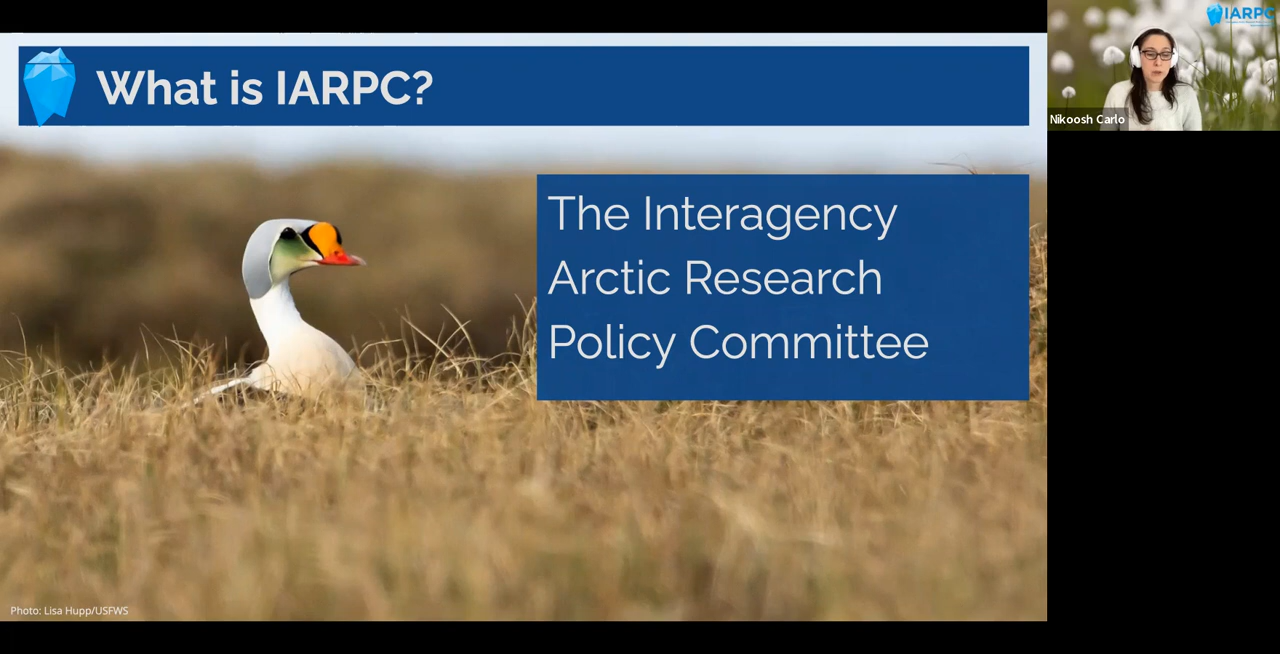 What is IARPC?
The Interagency
Arctic Research
Policy Committee
Photo: Lisa Hupp/USFWS
IARPC
Nikoosh Carlo